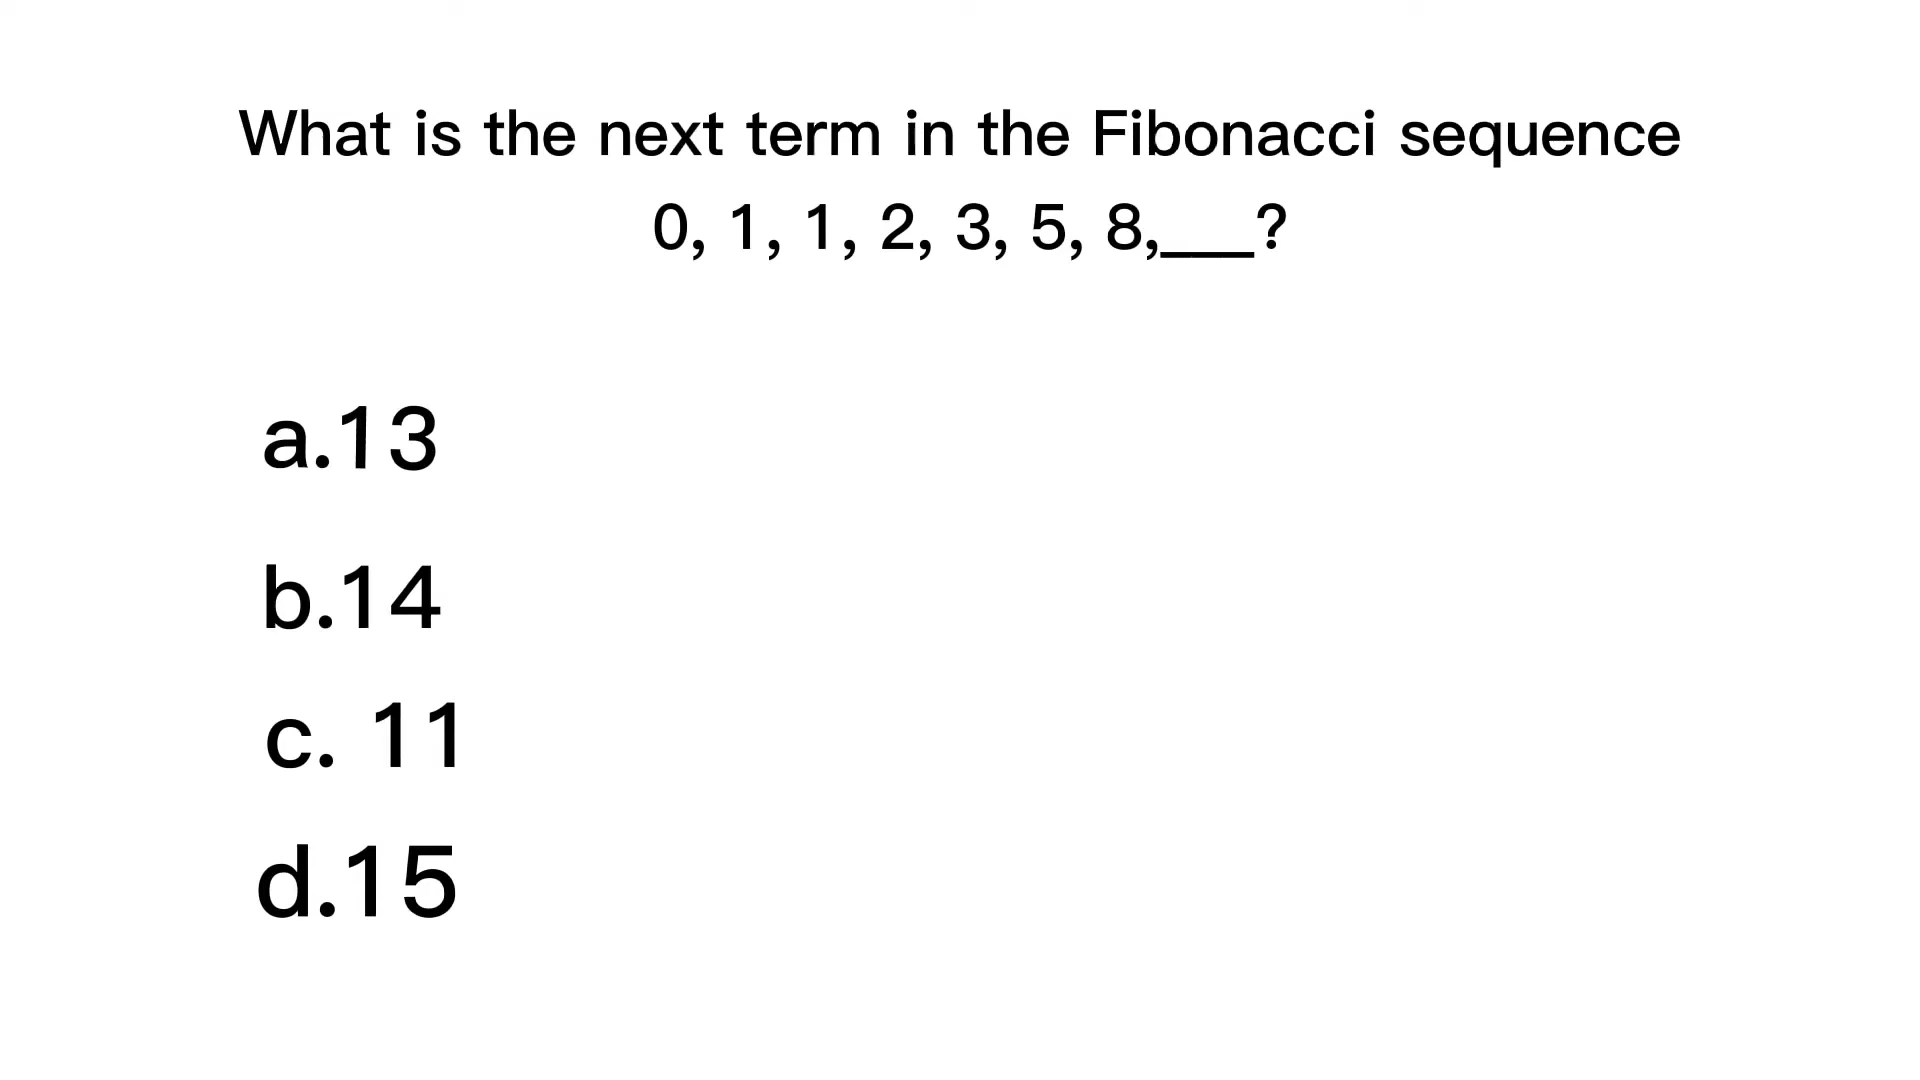 What is the next term in the Fibonacci sequence
0, 1, 1, 2, 3, 5, 8,___?
a.13
b.14
c. 11
d.15